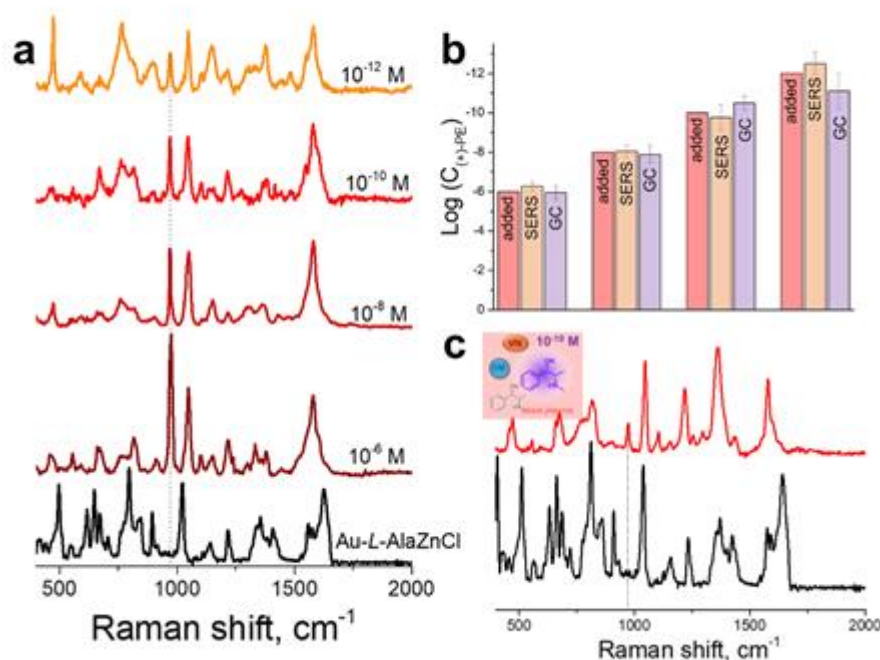 a
10⁻¹² M
10⁻¹⁰ M
10⁻⁸ M
10⁻⁶ M
Au-L-AlaZnCl
500 1000 1500 2000
Raman shift, cm⁻¹
b
Log (C(+)-PE)
-12
-10
-8
-6
-4
-2
0
added SERS GC
added SERS GC
added SERS GC
added SERS GC
c
M
500 1000 1500 2000
Raman shift, cm⁻¹